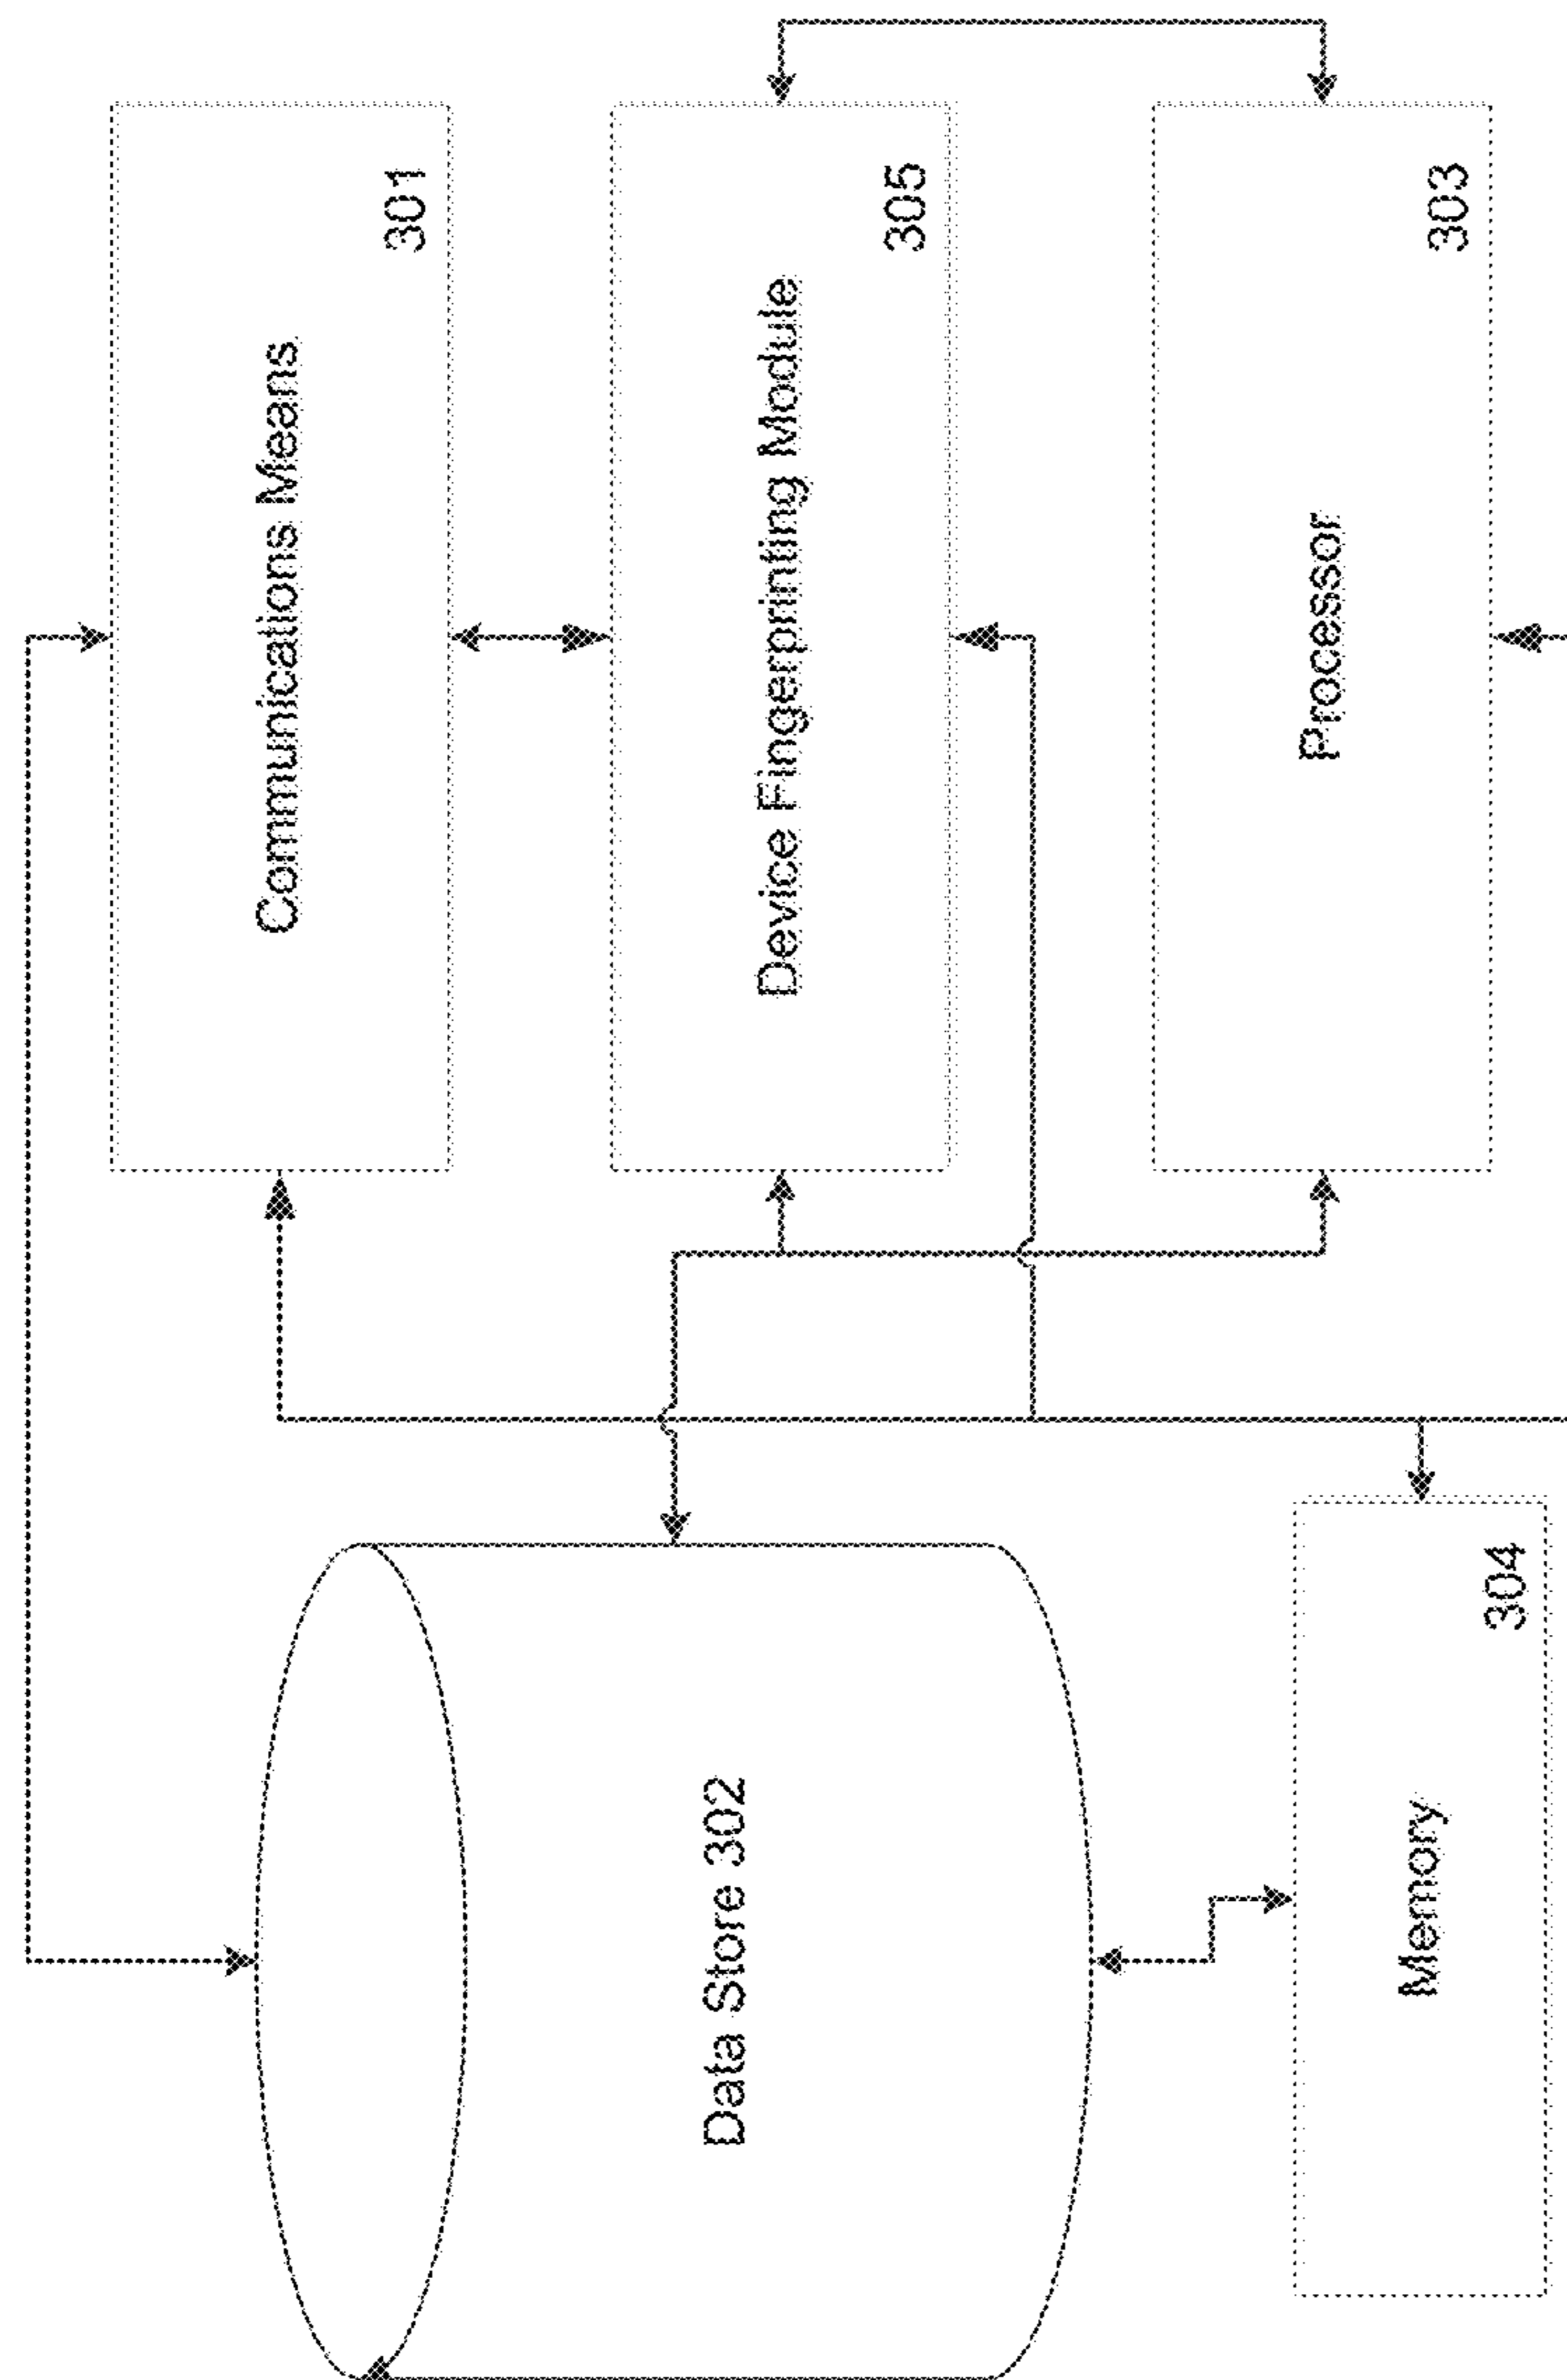 Communications Means
301
Device Fingerprinting Module
305
Processor
303
Data Store 302
Memory
304